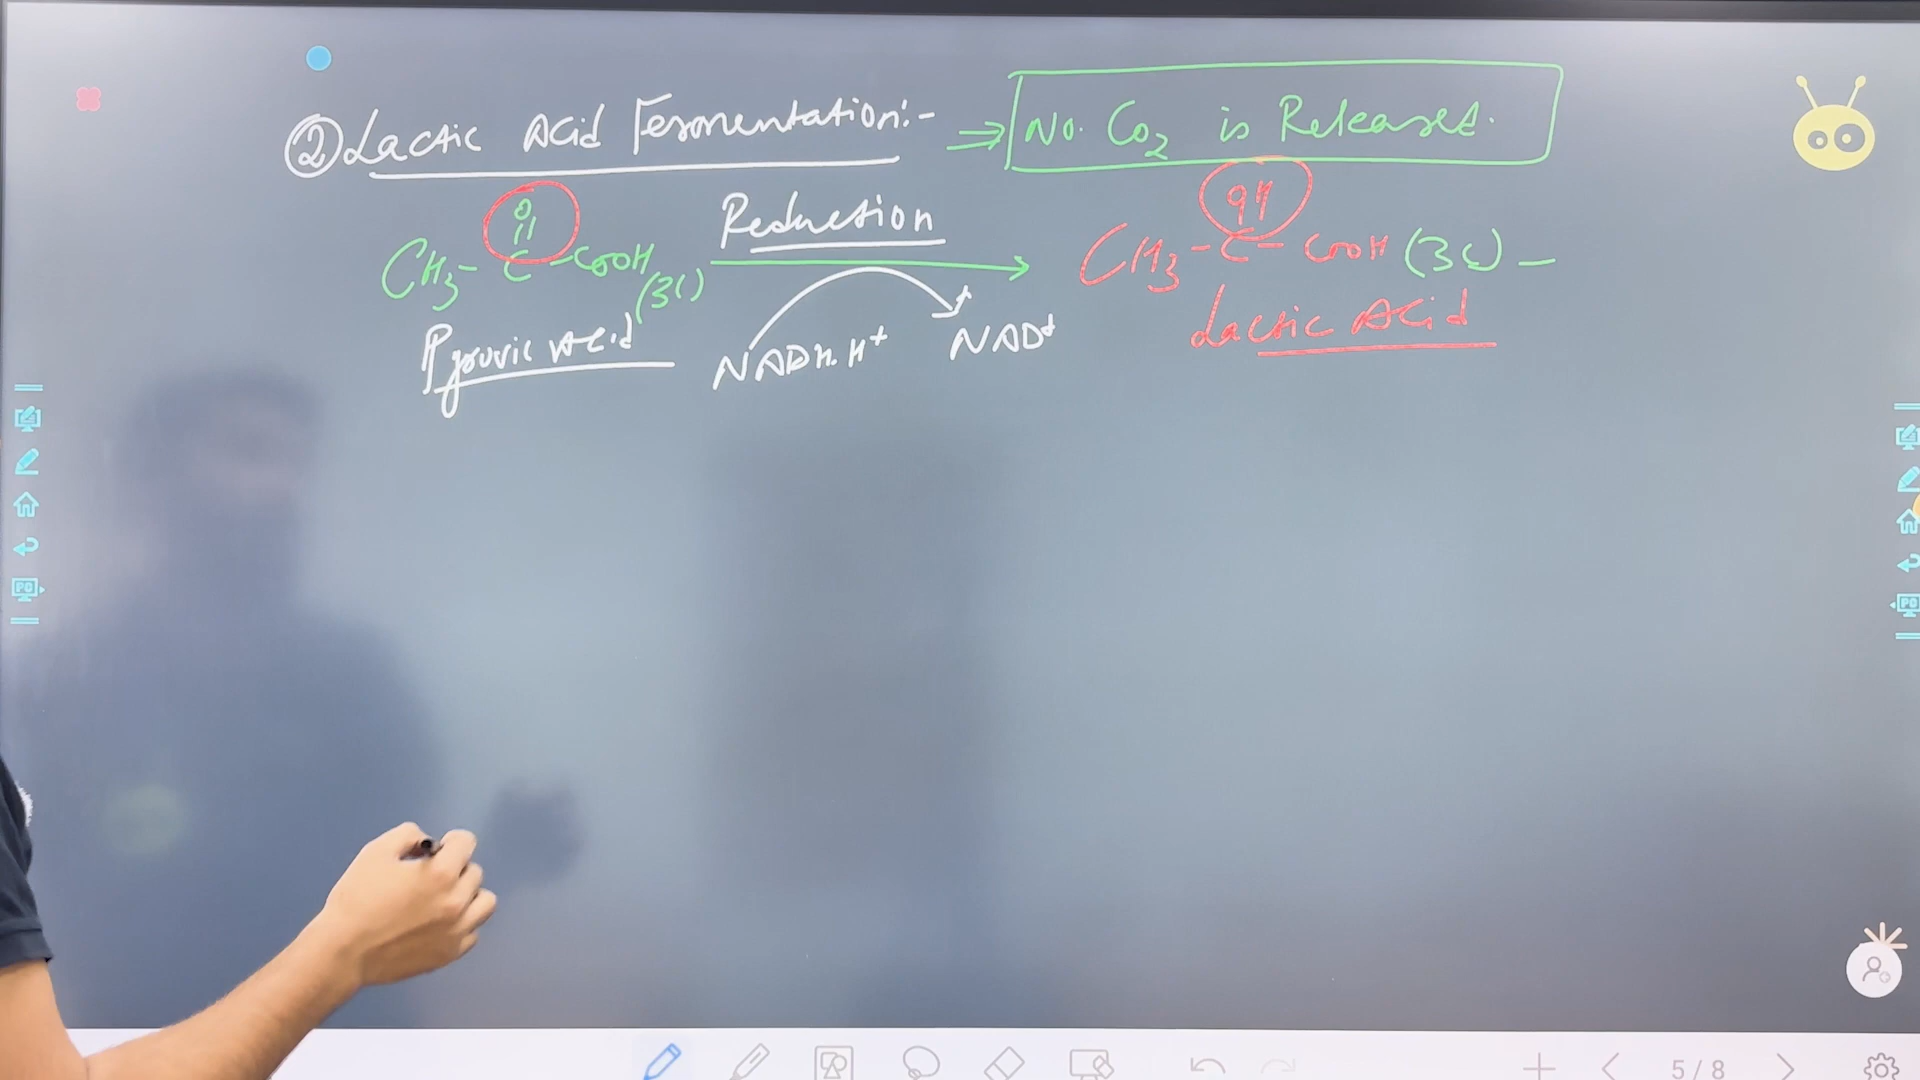 ② Lactic Acid Fermentation:- ⇒ No. CO₂ is Released.
O OH
|| Reduction
CH₃-C-COOH (3C) → CH₃-C-COOH (3C) –
Pyruvic Acid NADH.H⁺ NAD⁺ Lactic Acid
5/8